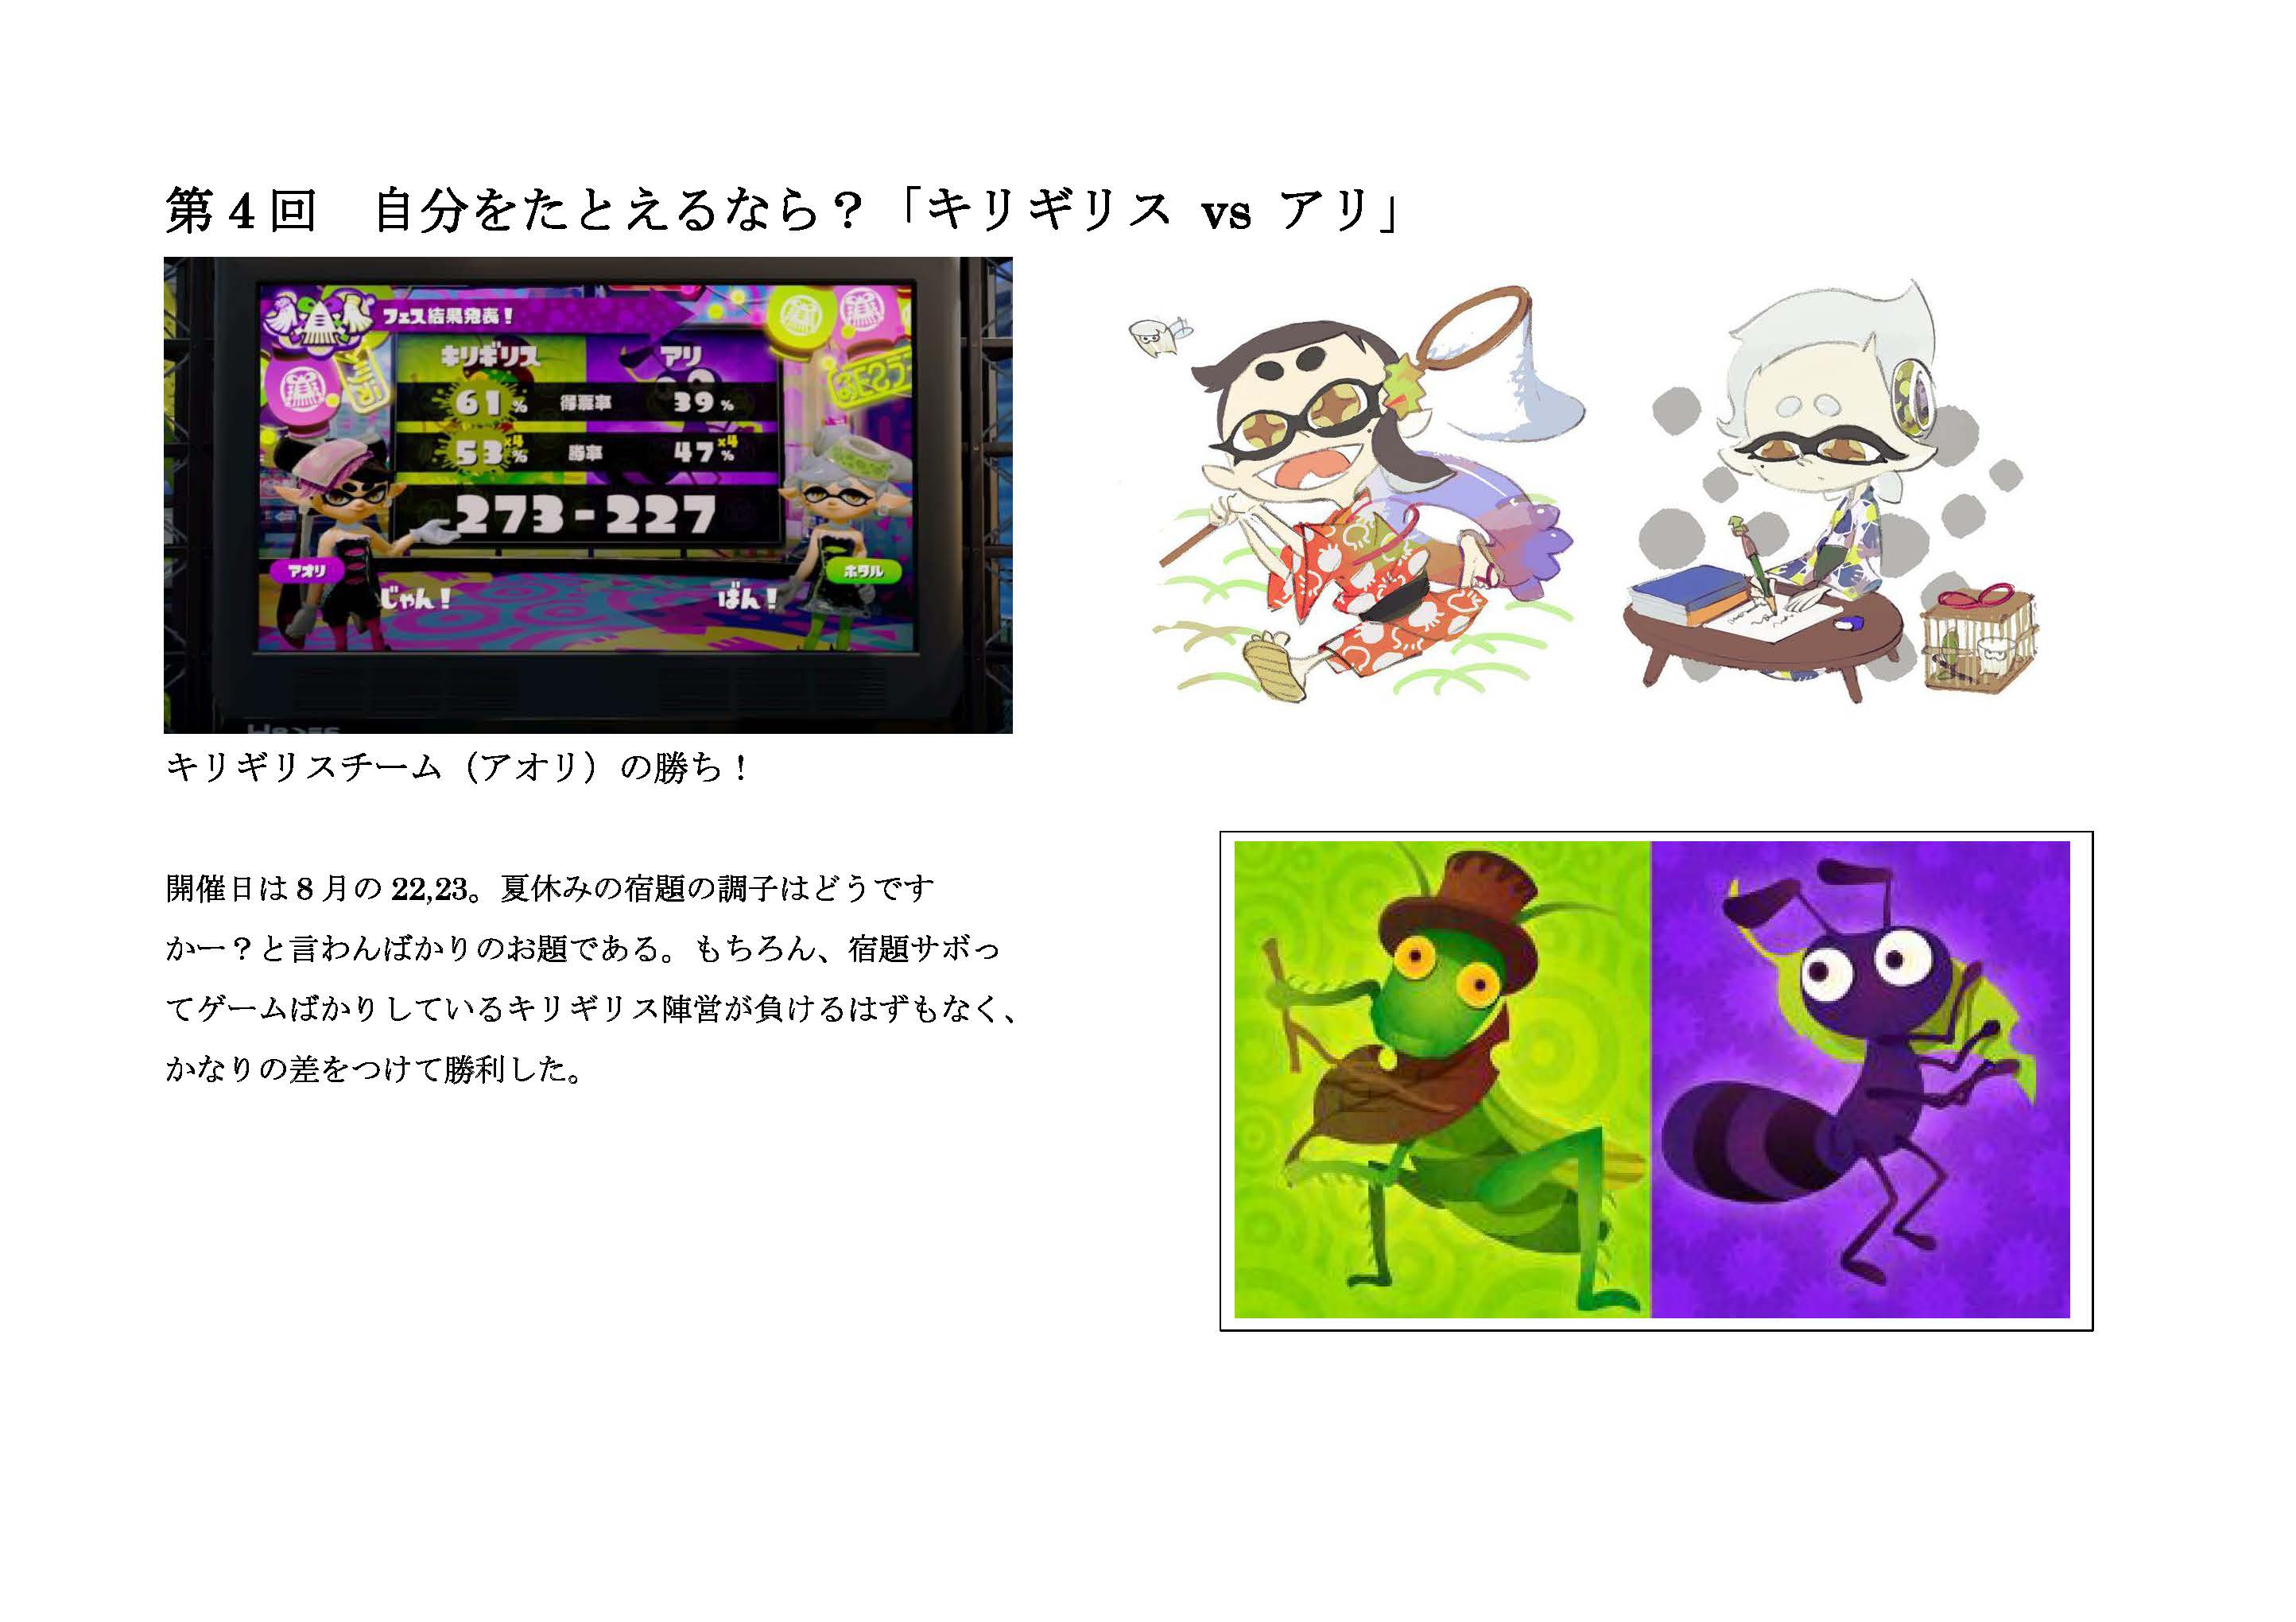 第4回　自分をたとえるなら？「キリギリス vs アリ」
フェス結果発表！
キリギリス アリ
61% 得票率 39%
53%x4 勝率 47%x4
273-227
アオリ ホタル
じゃん！ ばん！
キリギリスチーム（アオリ）の勝ち！
開催日は8月の22,23。夏休みの宿題の調子はどうです
かー？と言わんばかりのお題である。もちろん、宿題サボっ
てゲームばかりしているキリギリス陣営が負けるはずもなく、
かなりの差をつけて勝利した。